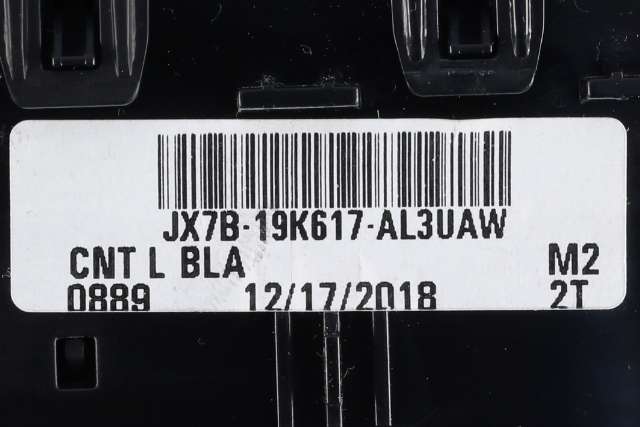 JX7B-19K617-AL3UAW
CNT L BLA M2
0889 12/17/2018 2T